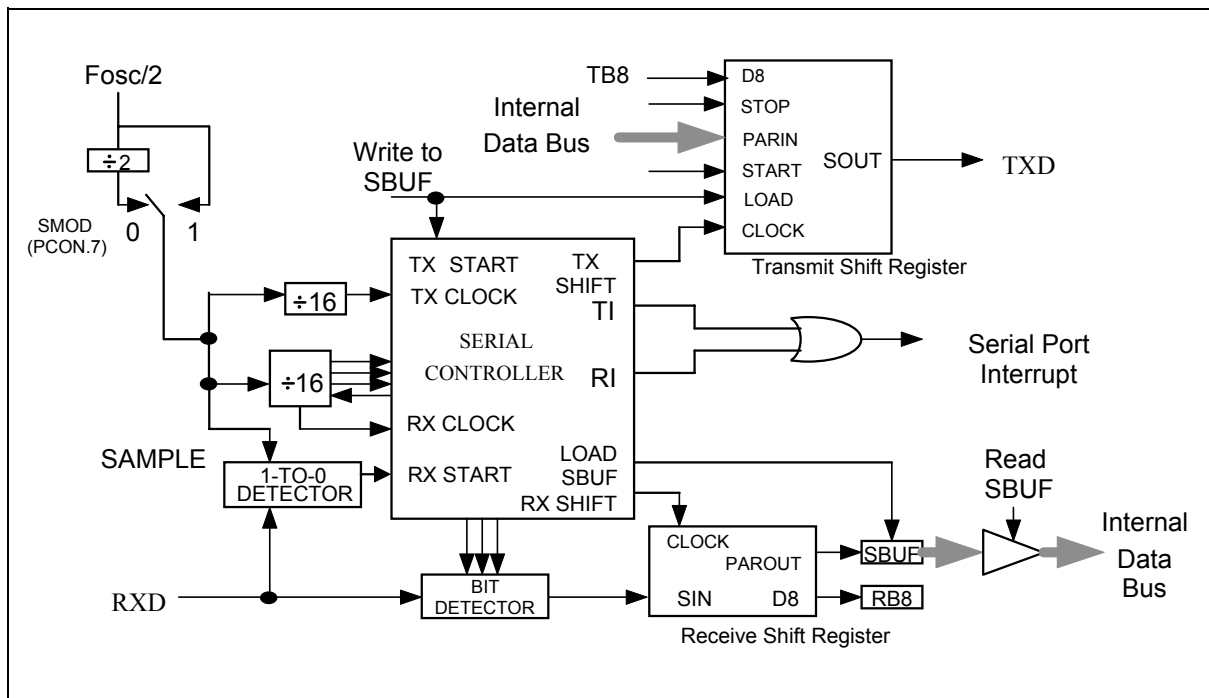 Fosc/2
÷2
SMOD
(PCON.7)
0
1
÷16
÷16
SAMPLE
1-TO-0
DETECTOR
RXD
BIT
DETECTOR
Write to
SBUF
TX START
TX CLOCK
SERIAL
CONTROLLER
RX CLOCK
RX START
TX
SHIFT
TI
RI
LOAD
SBUF
RX SHIFT
TB8
Internal
Data Bus
D8
STOP
PARIN
START
LOAD
CLOCK
SOUT
Transmit Shift Register
TXD
Serial Port
Interrupt
CLOCK
PAROUT
SIN
D8
Receive Shift Register
SBUF
RB8
Read
SBUF
Internal
Data
Bus